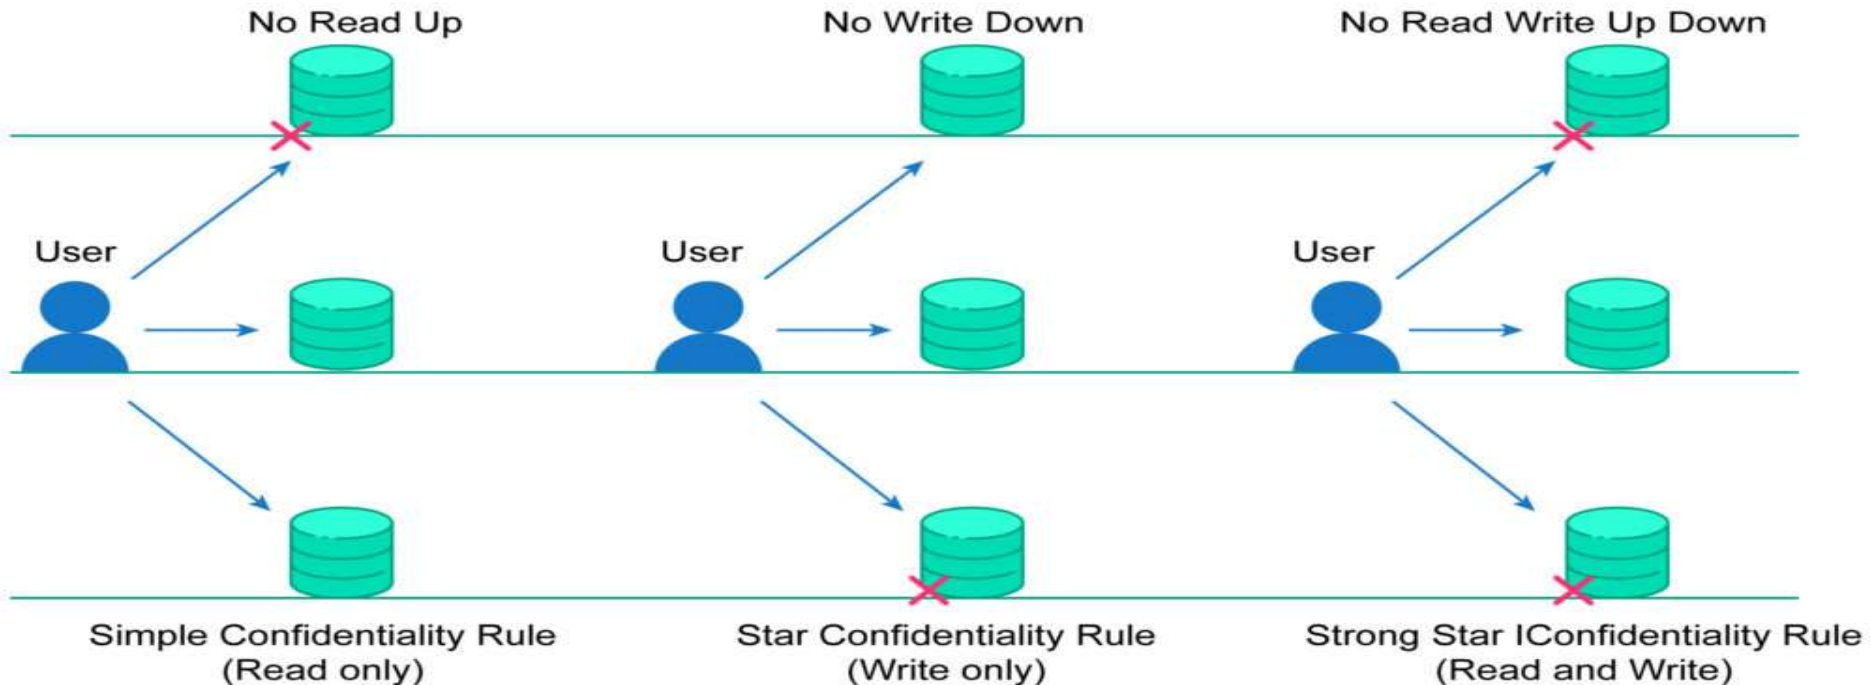 No Read Up
No Write Down
No Read Write Up Down
User
User
User
Simple Confidentiality Rule
(Read only)
Star Confidentiality Rule
(Write only)
Strong Star IConfidentiality Rule
(Read and Write)